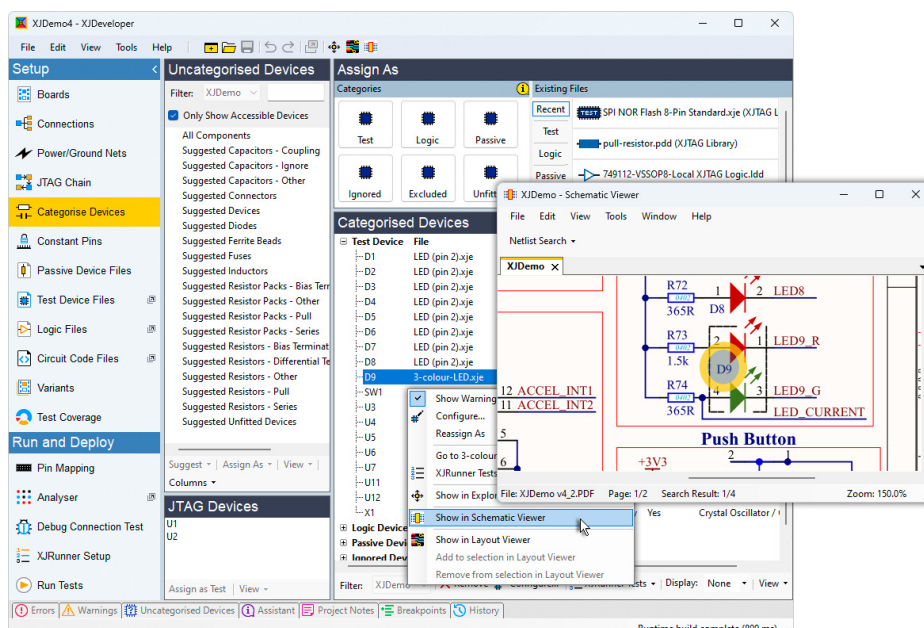 XJDemo4 - XJDeveloper
File Edit View Tools Help
Setup <
Boards
Connections
Power/Ground Nets
JTAG Chain
Categorise Devices
Constant Pins
Passive Device Files
Test Device Files
Logic Files
Circuit Code Files
Variants
Test Coverage
Run and Deploy
Pin Mapping
Analyser
Debug Connection Test
XJRunner Setup
Run Tests
Uncategorised Devices
Filter: XJDemo
Only Show Accessible Devices
All Components
Suggested Capacitors - Coupling
Suggested Capacitors - Ignore
Suggested Capacitors - Other
Suggested Connectors
Suggested Devices
Suggested Diodes
Suggested Ferrite Beads
Suggested Fuses
Suggested Inductors
Suggested Resistor Packs - Bias Terr
Suggested Resistor Packs - Other
Suggested Resistor Packs - Pull
Suggested Resistor Packs - Series
Suggested Resistors - Bias Terminat
Suggested Resistors - Differential Te
Suggested Resistors - Other
Suggested Resistors - Pull
Suggested Resistors - Series
Suggested Unfitted Devices
Suggest Assign As View
Columns
JTAG Devices
U1
U2
Assign as Test View
Assign As
Categories
Test Logic Passive
Ignored Excluded Unfitt
Existing Files
Recent
Test
Logic
Passive
TEST SPI NOR Flash 8-Pin Standard.xje (XJTAG L
pull-resistor.pdd (XJTAG Library)
749112-VSSOP8-Local XJTAG Logic.ldd
Categorised Devices
Test Device File
D1 LED (pin 2).xje
D2 LED (pin 2).xje
D3 LED (pin 2).xje
D4 LED (pin 2).xje
D5 LED (pin 2).xje
D6 LED (pin 2).xje
D7 LED (pin 2).xje
D8 LED (pin 2).xje
D9 3-colour-LED.xje
SW1
U3
U4
U5
U6
U7
U11
U12
X1
Logic Device
Passive Devi
Ignored Dev
Show Warning
Configure...
Reassign As
Go to 3-colour
XJRunner Tests
Show in Explor
Show in Schematic Viewer
Show in Layout Viewer
Add to selection in Layout Viewer
Remove from selection in Layout Viewer
Yes Crystal Oscillator / (
Filter: XJDemo
Display: None View
XJDemo - Schematic Viewer
File Edit View Tools Window Help
Netlist Search
XJDemo
R72
0402
365R
1 2 LED8
D8
R73
0402
1.5k
2 1 LED9_R
D9
R74
0402
365R
4 3 LED9_G
LED_CURRENT
12 ACCEL_INT1
11 ACCEL_INT2
5
6
Push Button
+3V3
2 1
File: XJDemo v4_2.PDF Page: 1/2 Search Result: 1/4 Zoom: 150.0%
Errors Warnings Uncategorised Devices Assistant Project Notes Breakpoints History